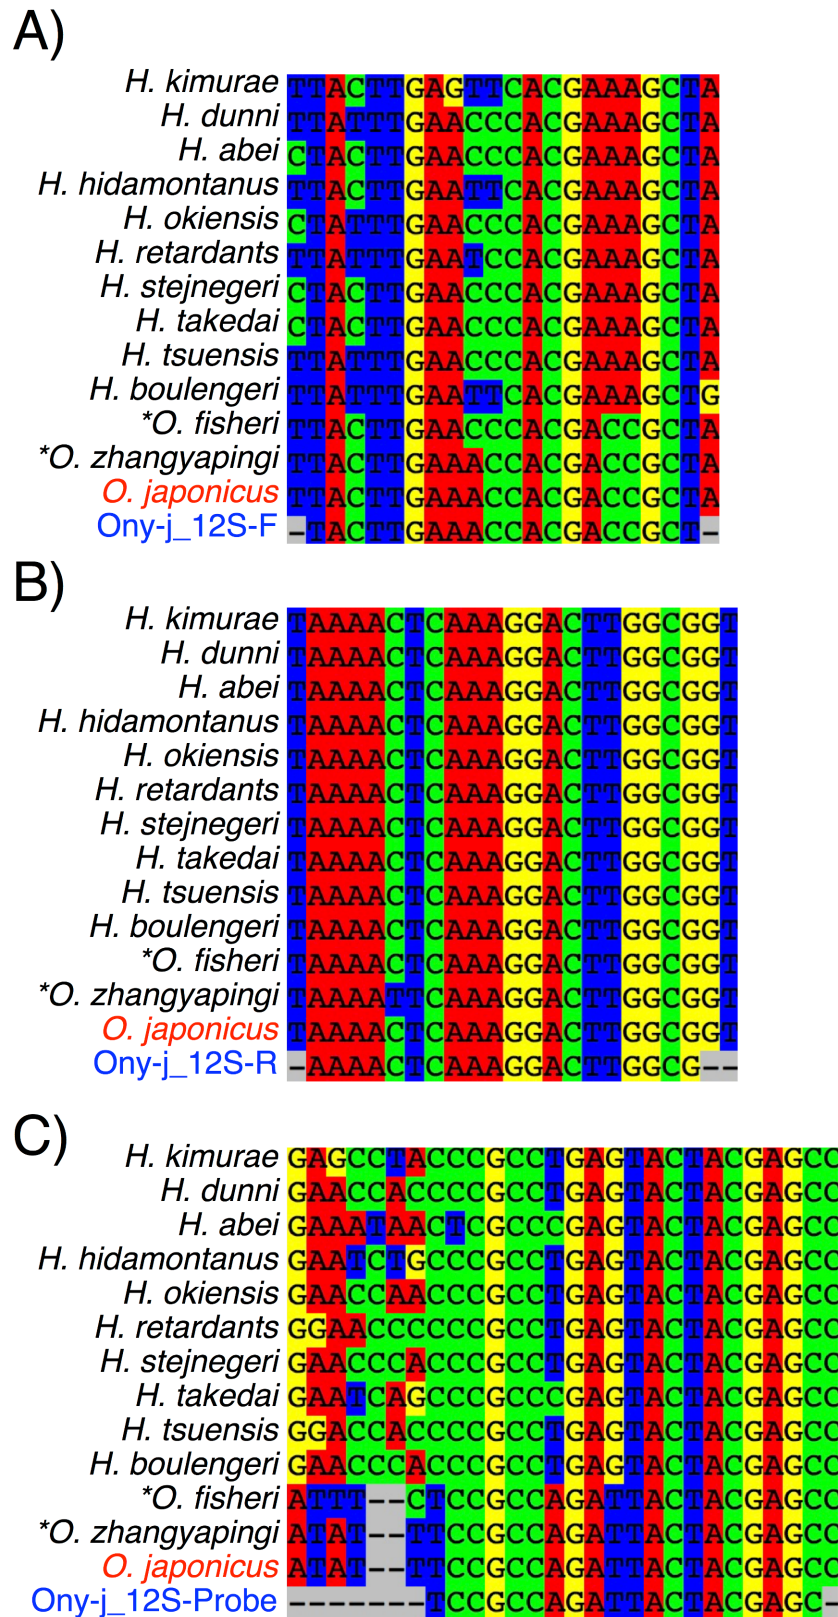 A)
H. kimurae TTACTTGAGTTCACGAAAGCTA
H. dunni TTATTTGAACCCACGAAAGCTA
H. abei CTACTTGAACCCACGAAAGCTA
H. hidamontanus TTACTTGAATTCACGAAAGCTA
H. okiensis CTATTTGAACCCACGAAAGCTA
H. retardants TTATTTGAATCCACGAAAGCTA
H. stejnegeri CTACTTGAACCCACGAAAGCTA
H. takedai CTACTTGAACCCACGAAAGCTA
H. tsuensis TTATTTGAACCCACGAAAGCTA
H. boulengeri TTATTTGAATTCACGAAAGCTG
*O. fisheri TTACTTGAACCCACGACCGCTA
*O. zhangyapingi TTACTTGAAACCACGACCGCTA
O. japonicus TTACTTGAAACCACGACCGCTA
Ony-j_12S-F -TACTTGAAACCACGACCGCT-
B)
H. kimurae TAAAACTCAAAGGACTTGGCGGT
H. dunni TAAAACTCAAAGGACTTGGCGGT
H. abei TAAAACTCAAAGGACTTGGCGGT
H. hidamontanus TAAAACTCAAAGGACTTGGCGGT
H. okiensis TAAAACTCAAAGGACTTGGCGGT
H. retardants TAAAACTCAAAGGACTTGGCGGT
H. stejnegeri TAAAACTCAAAGGACTTGGCGGT
H. takedai TAAAACTCAAAGGACTTGGCGGT
H. tsuensis TAAAACTCAAAGGACTTGGCGGT
H. boulengeri TAAAACTCAAAGGACTTGGCGGT
*O. fisheri TAAAACTCAAAGGACTTGGCGGT
*O. zhangyapingi TAAAATTCAAAGGACTTGGCGGT
O. japonicus TAAAACTCAAAGGACTTGGCGGT
Ony-j_12S-R -AAAACTCAAAGGACTTGGCG--
C)
H. kimurae GAGCCTACCCGCCTGAGTACTACGAGCC
H. dunni GAACCACCCCGCCTGAGTACTACGAGCC
H. abei GAAATAACTCGCCCGAGTACTACGAGCC
H. hidamontanus GAATCTGCCCGCCTGAGTACTACGAGCC
H. okiensis GAACCAACCCGCCTGAGTACTACGAGCC
H. retardants GGAACCCCCCGCCTGAGTACTACGAGCC
H. stejnegeri GAACCCACCCGCCTGAGTACTACGAGCC
H. takedai GAATCAGCCCGCCCGAGTACTACGAGCC
H. tsuensis GGACCACCCCGCCTGAGTACTACGAGCC
H. boulengeri GAACCCACCCGCCTGAGTACTACGAGCC
*O. fisheri ATTT--CTCCGCCAGATTACTACGAGCC
*O. zhangyapingi ATAT--TTCCGCCAGATTACTACGAGCC
O. japonicus ATAT--TTCCGCCAGATTACTACGAGCC
Ony-j_12S-Probe -------TCCGCCAGATTACTACGAGC-